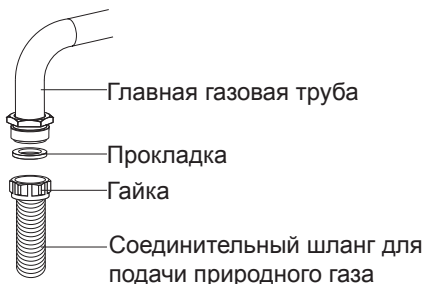 Главная газовая труба
Прокладка
Гайка
Соединительный шланг для
подачи природного газа